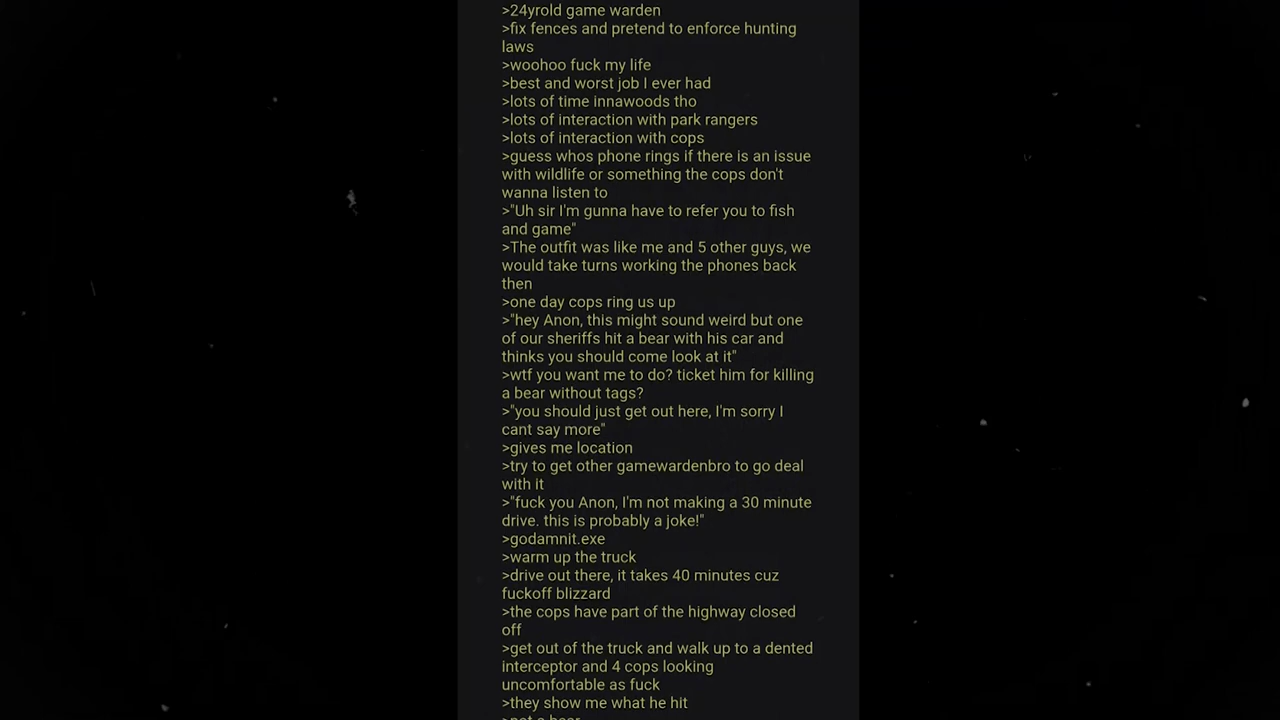 >24yrold game warden
>fix fences and pretend to enforce hunting
laws
>woohoo fuck my life
>best and worst job I ever had
>lots of time innawoods tho
>lots of interaction with park rangers
>lots of interaction with cops
>guess whos phone rings if there is an issue
with wildlife or something the cops don't
wanna listen to
>"Uh sir I'm gunna have to refer you to fish
and game"
>The outfit was like me and 5 other guys, we
would take turns working the phones back
then
>one day cops ring us up
>"hey Anon, this might sound weird but one
of our sheriffs hit a bear with his car and
thinks you should come look at it"
>wtf you want me to do? ticket him for killing
a bear without tags?
>"you should just get out here, I'm sorry I
cant say more"
>gives me location
>try to get other gamewardenbro to go deal
with it
>"fuck you Anon, I'm not making a 30 minute
drive. this is probably a joke!"
>godamnit.exe
>warm up the truck
>drive out there, it takes 40 minutes cuz
fuckoff blizzard
>the cops have part of the highway closed
off
>get out of the truck and walk up to a dented
interceptor and 4 cops looking
uncomfortable as fuck
>they show me what he hit
>not a bear